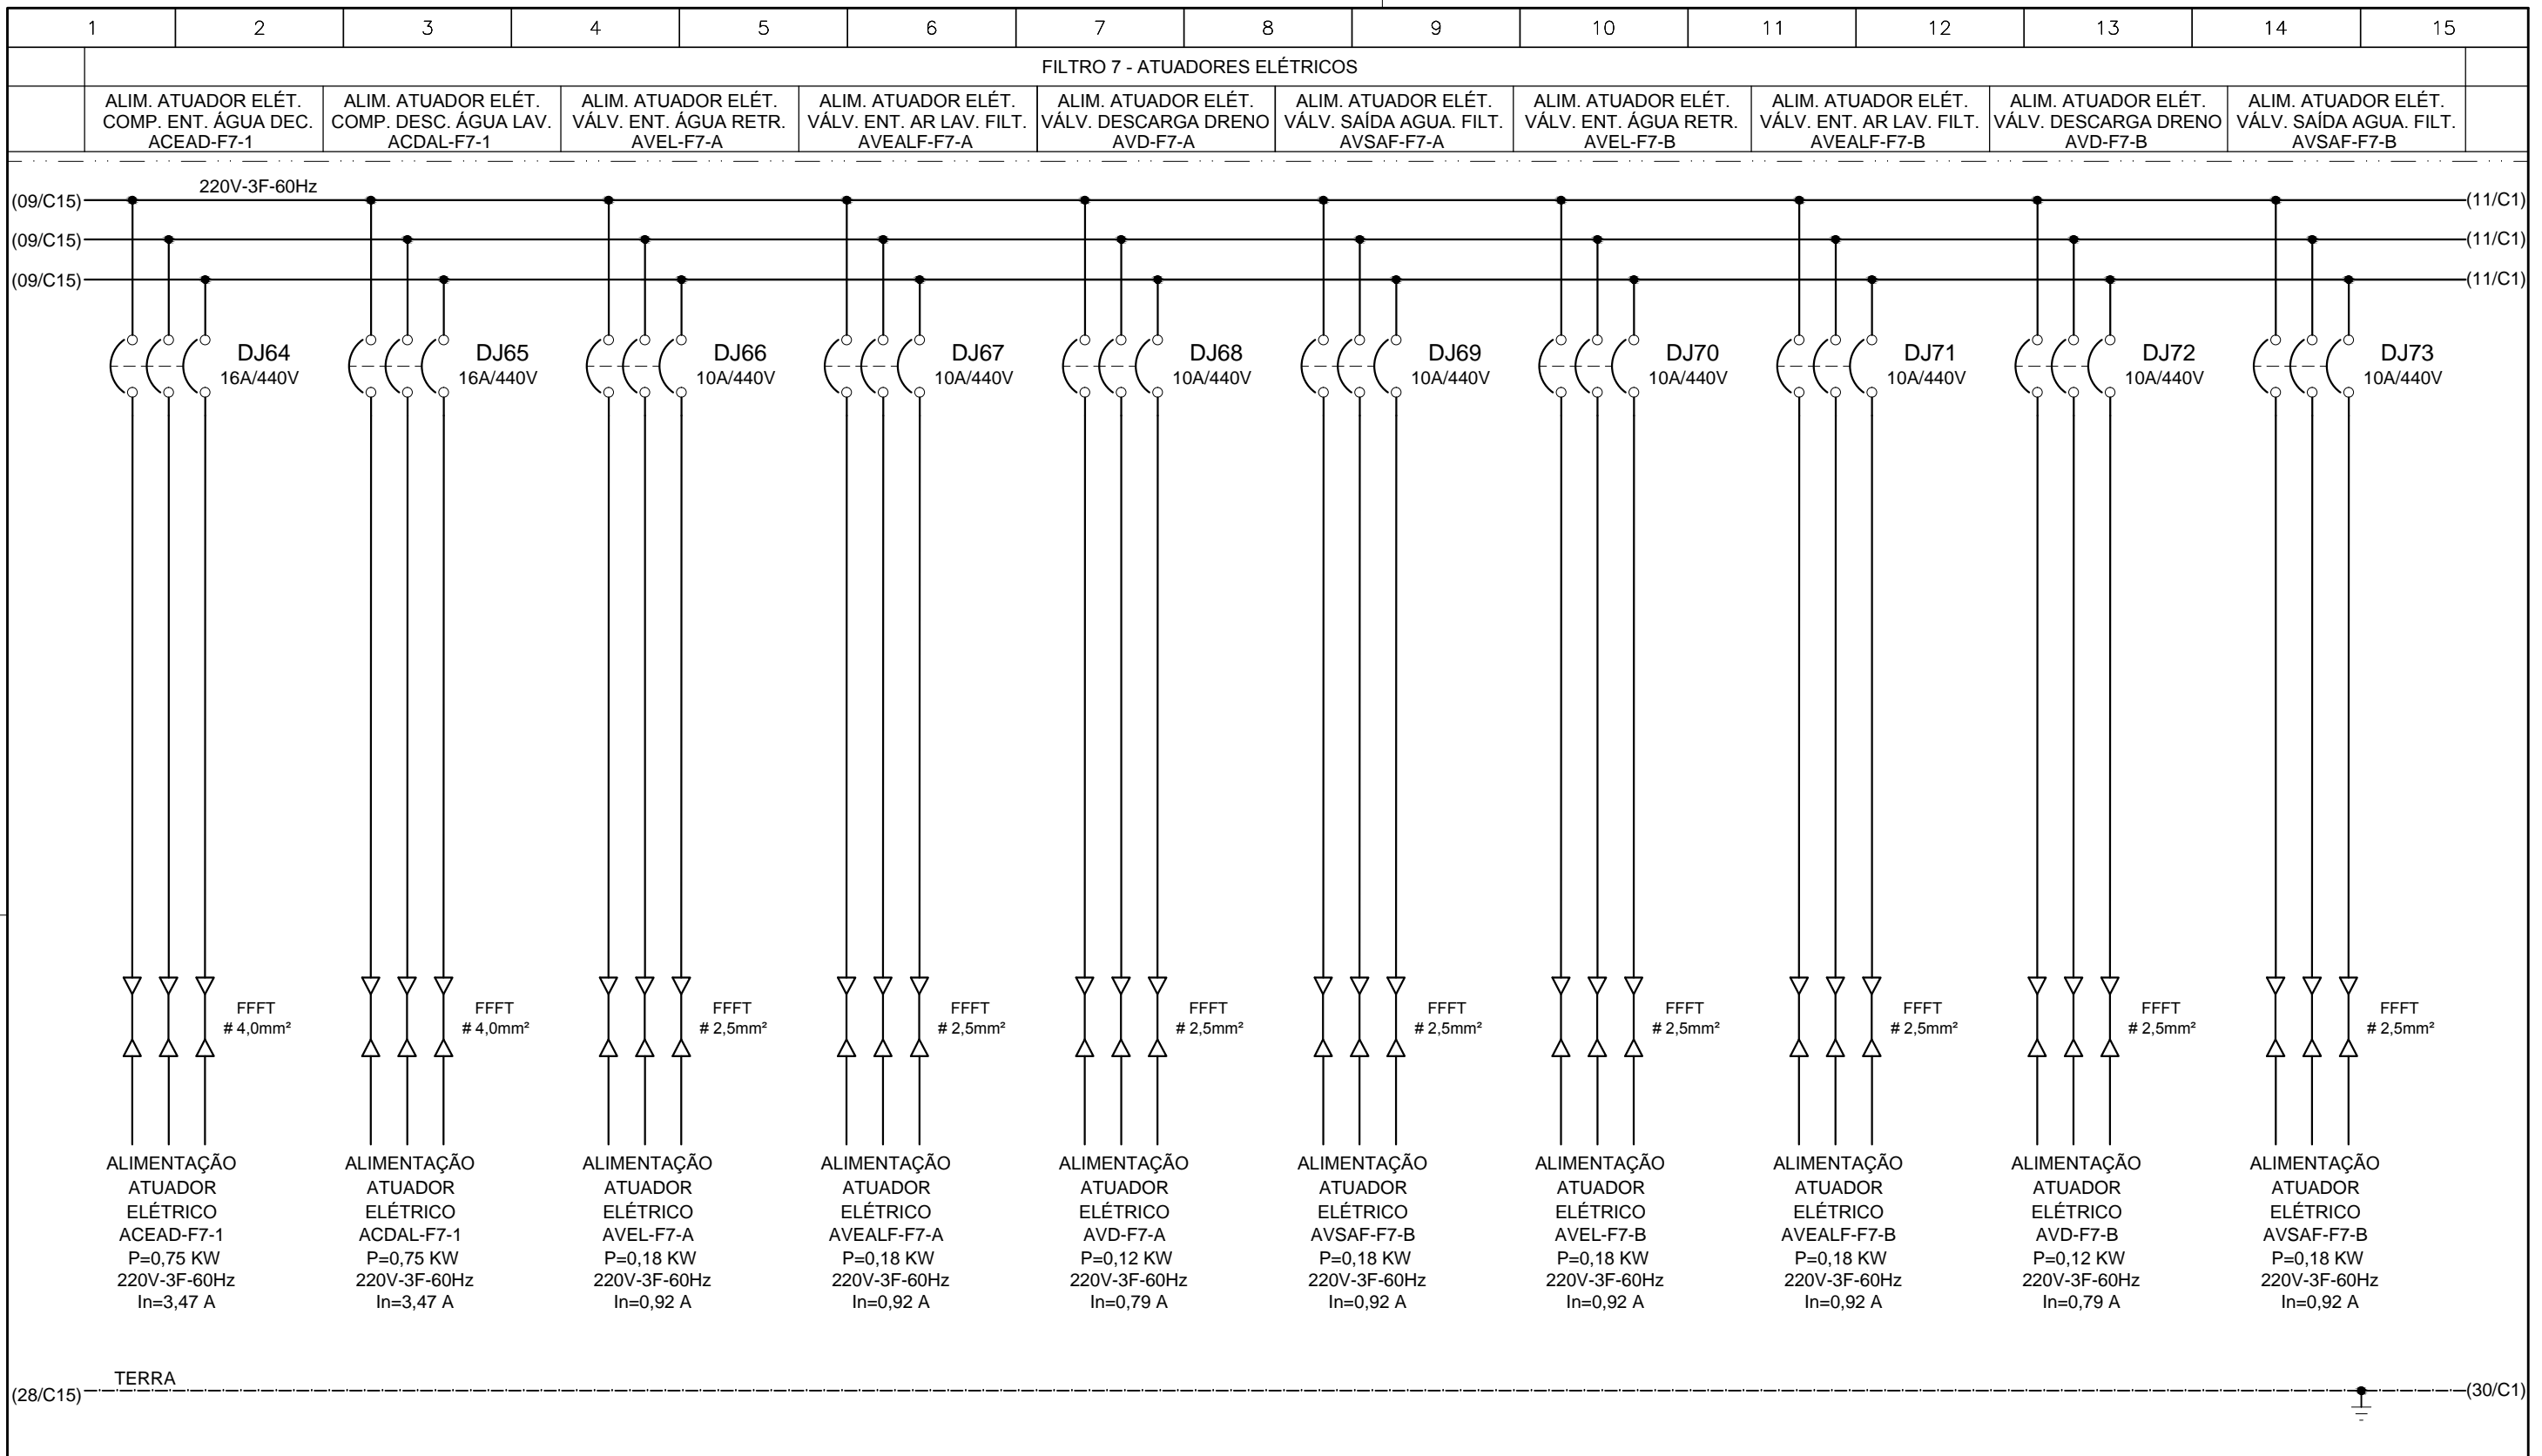 1 2 3 4 5 6 7 8 9 10 11 12 13 14 15
FILTRO 7 - ATUADORES ELÉTRICOS
ALIM. ATUADOR ELÉT.
COMP. ENT. ÁGUA DEC.
ACEAD-F7-1
ALIM. ATUADOR ELÉT.
COMP. DESC. ÁGUA LAV.
ACDAL-F7-1
ALIM. ATUADOR ELÉT.
VÁLV. ENT. ÁGUA RETR.
AVEL-F7-A
ALIM. ATUADOR ELÉT.
VÁLV. ENT. AR LAV. FILT.
AVEALF-F7-A
ALIM. ATUADOR ELÉT.
VÁLV. DESCARGA DRENO
AVD-F7-A
ALIM. ATUADOR ELÉT.
VÁLV. SAÍDA AGUA. FILT.
AVSAF-F7-A
ALIM. ATUADOR ELÉT.
VÁLV. ENT. ÁGUA RETR.
AVEL-F7-B
ALIM. ATUADOR ELÉT.
VÁLV. ENT. AR LAV. FILT.
AVEALF-F7-B
ALIM. ATUADOR ELÉT.
VÁLV. DESCARGA DRENO
AVD-F7-B
ALIM. ATUADOR ELÉT.
VÁLV. SAÍDA AGUA. FILT.
AVSAF-F7-B
220V-3F-60Hz
(09/C15) (11/C1)
(09/C15) (11/C1)
(09/C15) (11/C1)
DJ64
16A/440V
DJ65
16A/440V
DJ66
10A/440V
DJ67
10A/440V
DJ68
10A/440V
DJ69
10A/440V
DJ70
10A/440V
DJ71
10A/440V
DJ72
10A/440V
DJ73
10A/440V
FFFT
# 4,0mm²
FFFT
# 4,0mm²
FFFT
# 2,5mm²
FFFT
# 2,5mm²
FFFT
# 2,5mm²
FFFT
# 2,5mm²
FFFT
# 2,5mm²
FFFT
# 2,5mm²
FFFT
# 2,5mm²
FFFT
# 2,5mm²
ALIMENTAÇÃO
ATUADOR
ELÉTRICO
ACEAD-F7-1
P=0,75 KW
220V-3F-60Hz
In=3,47 A
ALIMENTAÇÃO
ATUADOR
ELÉTRICO
ACDAL-F7-1
P=0,75 KW
220V-3F-60Hz
In=3,47 A
ALIMENTAÇÃO
ATUADOR
ELÉTRICO
AVEL-F7-A
P=0,18 KW
220V-3F-60Hz
In=0,92 A
ALIMENTAÇÃO
ATUADOR
ELÉTRICO
AVEALF-F7-A
P=0,18 KW
220V-3F-60Hz
In=0,92 A
ALIMENTAÇÃO
ATUADOR
ELÉTRICO
AVD-F7-A
P=0,12 KW
220V-3F-60Hz
In=0,79 A
ALIMENTAÇÃO
ATUADOR
ELÉTRICO
AVSAF-F7-B
P=0,18 KW
220V-3F-60Hz
In=0,92 A
ALIMENTAÇÃO
ATUADOR
ELÉTRICO
AVEL-F7-B
P=0,18 KW
220V-3F-60Hz
In=0,92 A
ALIMENTAÇÃO
ATUADOR
ELÉTRICO
AVEALF-F7-B
P=0,18 KW
220V-3F-60Hz
In=0,92 A
ALIMENTAÇÃO
ATUADOR
ELÉTRICO
AVD-F7-B
P=0,12 KW
220V-3F-60Hz
In=0,79 A
ALIMENTAÇÃO
ATUADOR
ELÉTRICO
AVSAF-F7-B
P=0,18 KW
220V-3F-60Hz
In=0,92 A
TERRA
(28/C15) (30/C1)